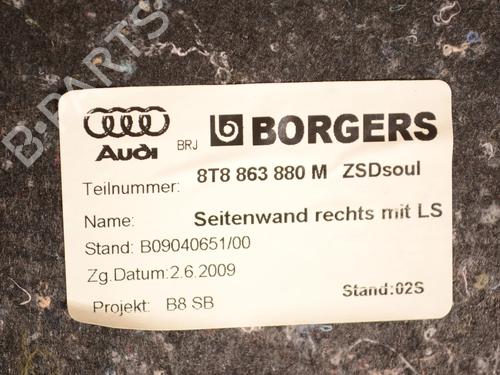 B-PARTS
Audi
BRJ
BORGERS
Teilnummer: 8T8 863 880 M ZSDsoul
Name: Seitenwand rechts mit LS
Stand: B09040651/00
Zg.Datum:2.6.2009
Projekt: B8 SB
Stand:02S